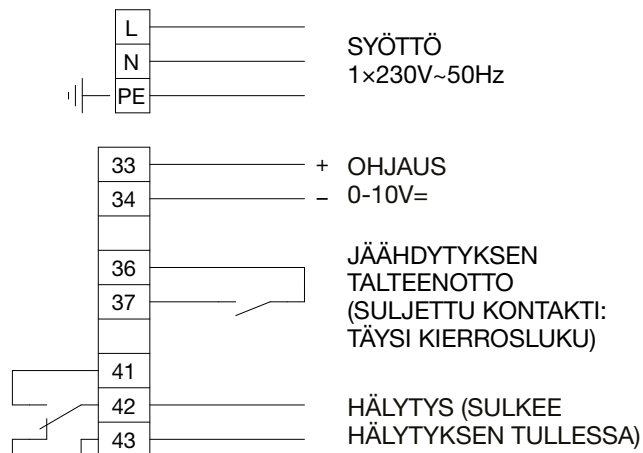 L
N
PE
SYÖTTÖ
1×230V~50Hz
33
34
+ OHJAUS
– 0-10V=
36
37
JÄÄHDYTYKSEN
TALTEENOTTO
(SULJETTU KONTAKTI:
TÄYSI KIERROSLUKU)
41
42
43
HÄLYTYS (SULKEE
HÄLYTYKSEN TULLESSA)